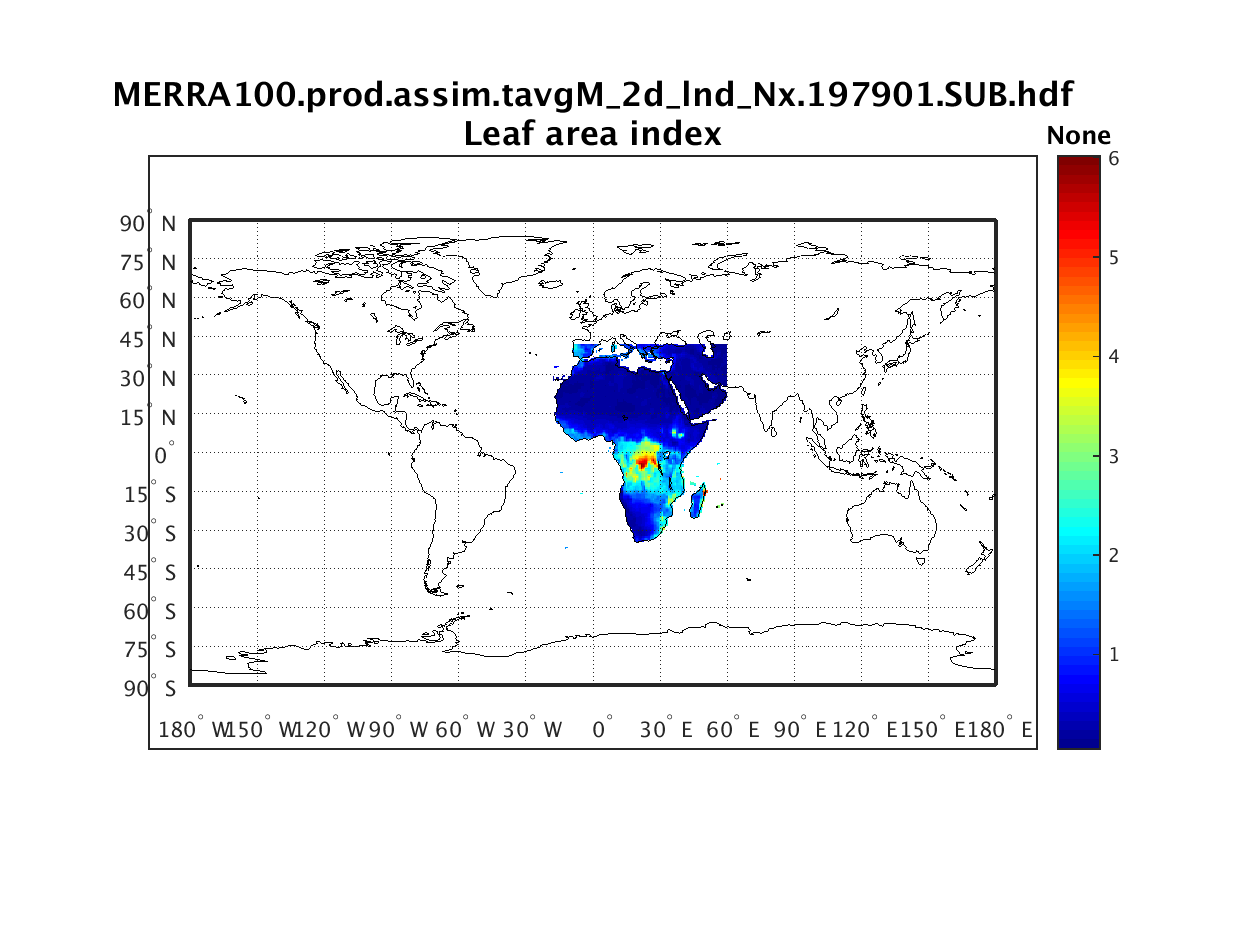 MERRA100.prod.assim.tavgM_2d_lnd_Nx.197901.SUB.hdf
Leaf area index
None
90° N
75° N
60° N
45° N
30° N
15° N
0°
15° S
30° S
45° S
60° S
75° S
90° S
180° W 150° W 120° W 90° W 60° W 30° W 0° 30° E 60° E 90° E 120° E 150° E 180° E
6
5
4
3
2
1